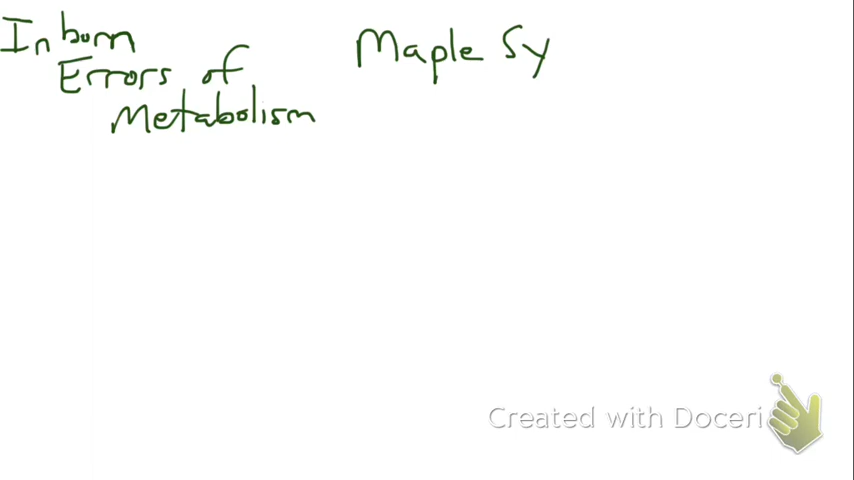 Inborn
Errors of
Metabolism
Maple Sy
Created with Doceri